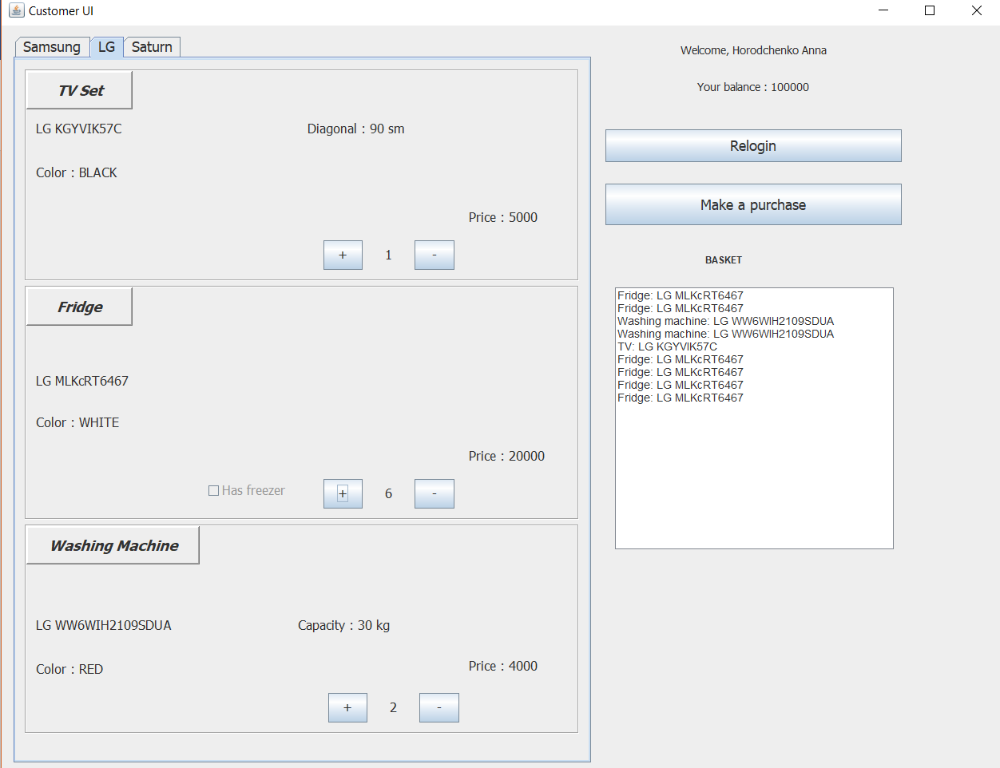 Customer UI
Samsung LG Saturn
TV Set
LG KGYVIK57C Diagonal : 90 sm
Color : BLACK
Price : 5000
+ 1 -
Fridge
LG MLKcRT6467
Color : WHITE
Price : 20000
Has freezer + 6 -
Washing Machine
LG WW6WIH2109SDUA Capacity : 30 kg
Color : RED Price : 4000
+ 2 -
Welcome, Horodchenko Anna
Your balance : 100000
Relogin
Make a purchase
BASKET
Fridge: LG MLKcRT6467
Fridge: LG MLKcRT6467
Washing machine: LG WW6WIH2109SDUA
Washing machine: LG WW6WIH2109SDUA
TV: LG KGYVIK57C
Fridge: LG MLKcRT6467
Fridge: LG MLKcRT6467
Fridge: LG MLKcRT6467
Fridge: LG MLKcRT6467